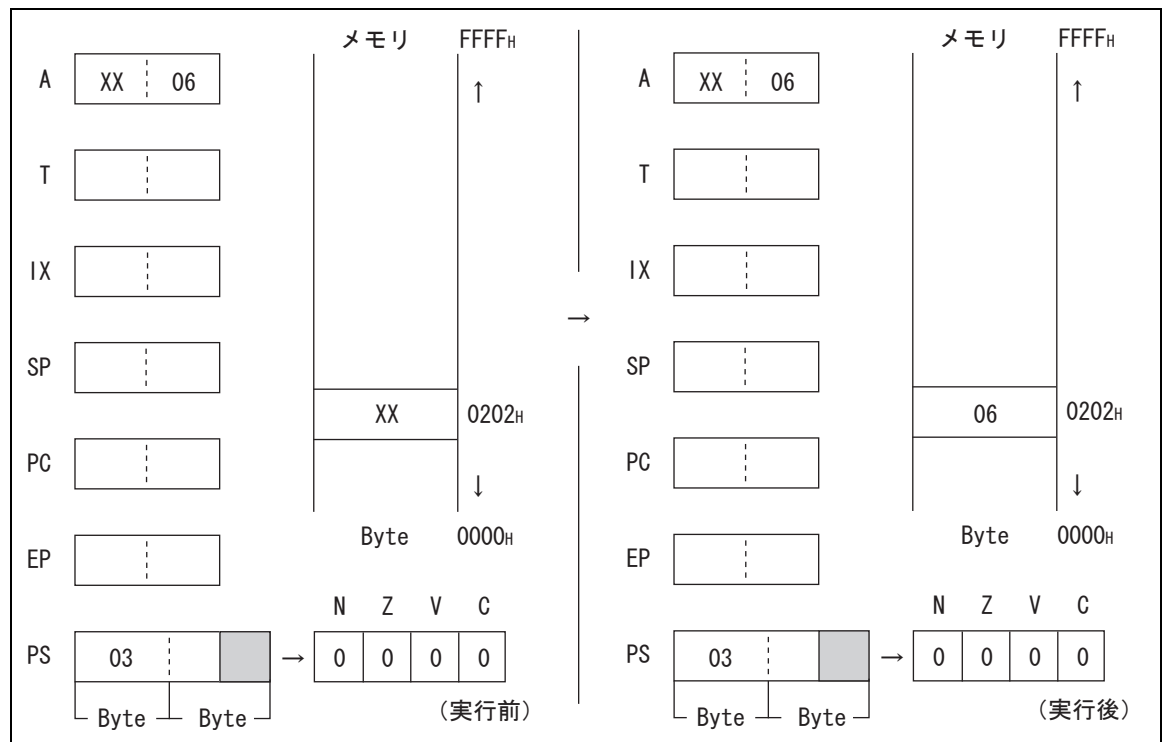 メモリ FFFFH
A XX 06 ↑
T
IX
SP
XX 0202H
PC
↓
Byte 0000H
EP
N Z V C
PS 03 → 0 0 0 0
Byte Byte (実行前)
→
メモリ FFFFH
A XX 06 ↑
T
IX
SP
06 0202H
PC
↓
Byte 0000H
EP
N Z V C
PS 03 → 0 0 0 0
Byte Byte (実行後)